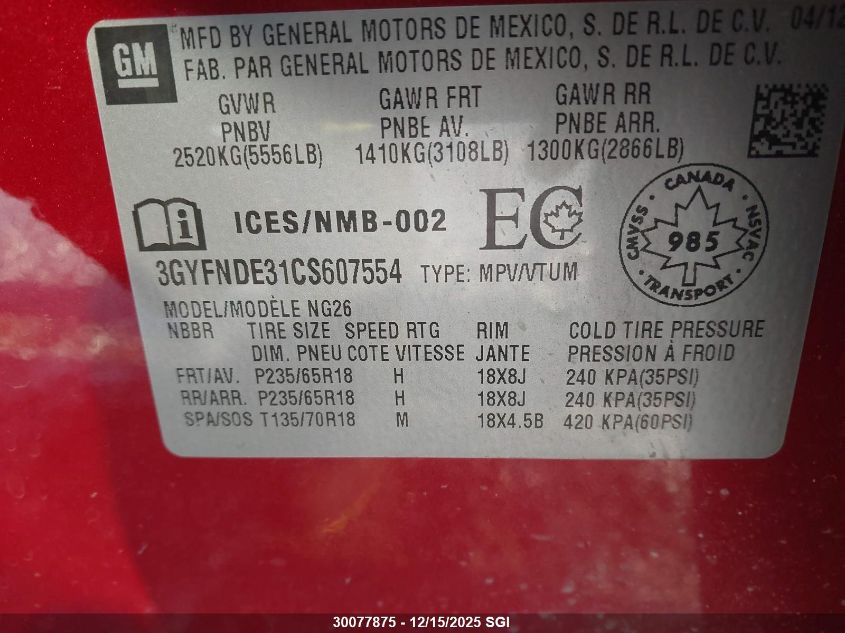 GM
MFD BY GENERAL MOTORS DE MEXICO, S. DE R.L. DE C.V. 04/12
FAB. PAR GENERAL MOTORS DE MEXICO, S. DE R.L. DE C.V.
GVWR GAWR FRT GAWR RR
PNBV PNBE AV. PNBE ARR.
2520KG(5556LB) 1410KG(3108LB) 1300KG(2866LB)
i ICES/NMB-002 EC
CANADA
CMVSS 985 NSVAC
TRANSPORT
3GYFNDE31CS607554 TYPE: MPV/VTUM
MODEL/MODÈLE NG26
NBBR TIRE SIZE SPEED RTG RIM COLD TIRE PRESSURE
DIM. PNEU COTE VITESSE JANTE PRESSION À FROID
FRT/AV. P235/65R18 H 18X8J 240 KPA(35PSI)
RR/ARR. P235/65R18 H 18X8J 240 KPA(35PSI)
SPA/SOS T135/70R18 M 18X4.5B 420 KPA(60PSI)
30077875 - 12/15/2025 SGI